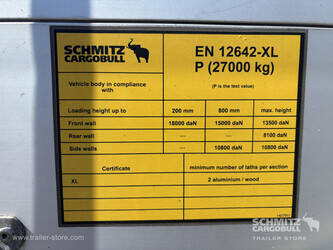 SCHMITZ
CARGOBULL
EN 12642-XL
P (27000 kg)
Vehicle body in compliance
with
(P is the test value)
Loading height up to 200 mm 800 mm max. height
Front wall 18000 daN 15000 daN 13500 daN
Rear wall - - 8100 daN
Side walls - 10800 daN 10800 daN
Certificate minimum number of laths per section
XL 2 aluminium / wood
SCHMITZ
CARGOBULL
TRAILER STORE
www.trailer-store.com